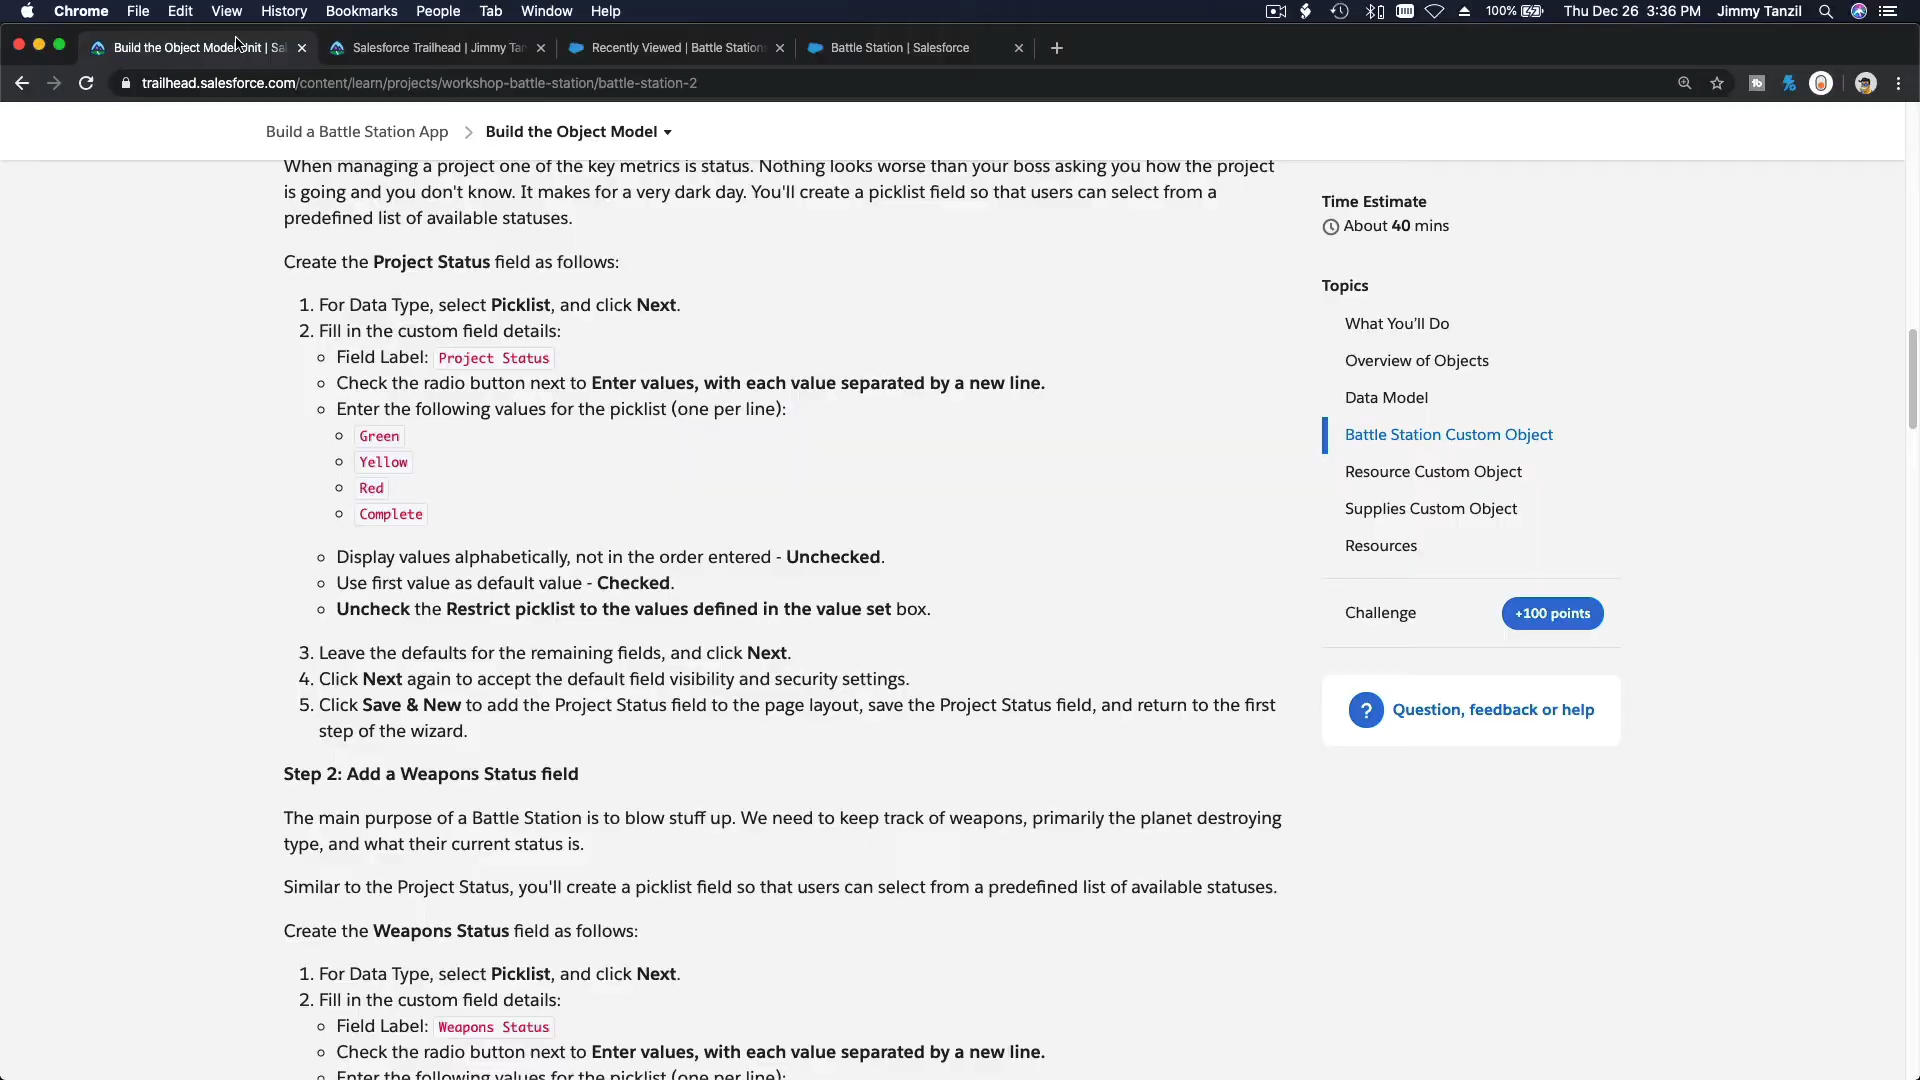 Chrome File Edit View History Bookmarks People Tab Window Help 100% Thu Dec 26 3:36 PM Jimmy Tanzil
Build the Object Model Unit | Sal Salesforce Trailhead | Jimmy Tan Recently Viewed | Battle Station Battle Station | Salesforce
trailhead.salesforce.com/content/learn/projects/workshop-battle-station/battle-station-2
Build a Battle Station App > Build the Object Model
When managing a project one of the key metrics is status. Nothing looks worse than your boss asking you how the project
is going and you don't know. It makes for a very dark day. You'll create a picklist field so that users can select from a
predefined list of available statuses.
Create the Project Status field as follows:
1. For Data Type, select Picklist, and click Next.
2. Fill in the custom field details:
Field Label: Project Status
Check the radio button next to Enter values, with each value separated by a new line.
Enter the following values for the picklist (one per line):
Green
Yellow
Red
Complete
Display values alphabetically, not in the order entered - Unchecked.
Use first value as default value - Checked.
Uncheck the Restrict picklist to the values defined in the value set box.
3. Leave the defaults for the remaining fields, and click Next.
4. Click Next again to accept the default field visibility and security settings.
5. Click Save & New to add the Project Status field to the page layout, save the Project Status field, and return to the first
step of the wizard.
Step 2: Add a Weapons Status field
The main purpose of a Battle Station is to blow stuff up. We need to keep track of weapons, primarily the planet destroying
type, and what their current status is.
Similar to the Project Status, you'll create a picklist field so that users can select from a predefined list of available statuses.
Create the Weapons Status field as follows:
1. For Data Type, select Picklist, and click Next.
2. Fill in the custom field details:
Field Label: Weapons Status
Check the radio button next to Enter values, with each value separated by a new line.
Enter the following values for the picklist (one per line):
Time Estimate
About 40 mins
Topics
What You'll Do
Overview of Objects
Data Model
Battle Station Custom Object
Resource Custom Object
Supplies Custom Object
Resources
Challenge +100 points
? Question, feedback or help